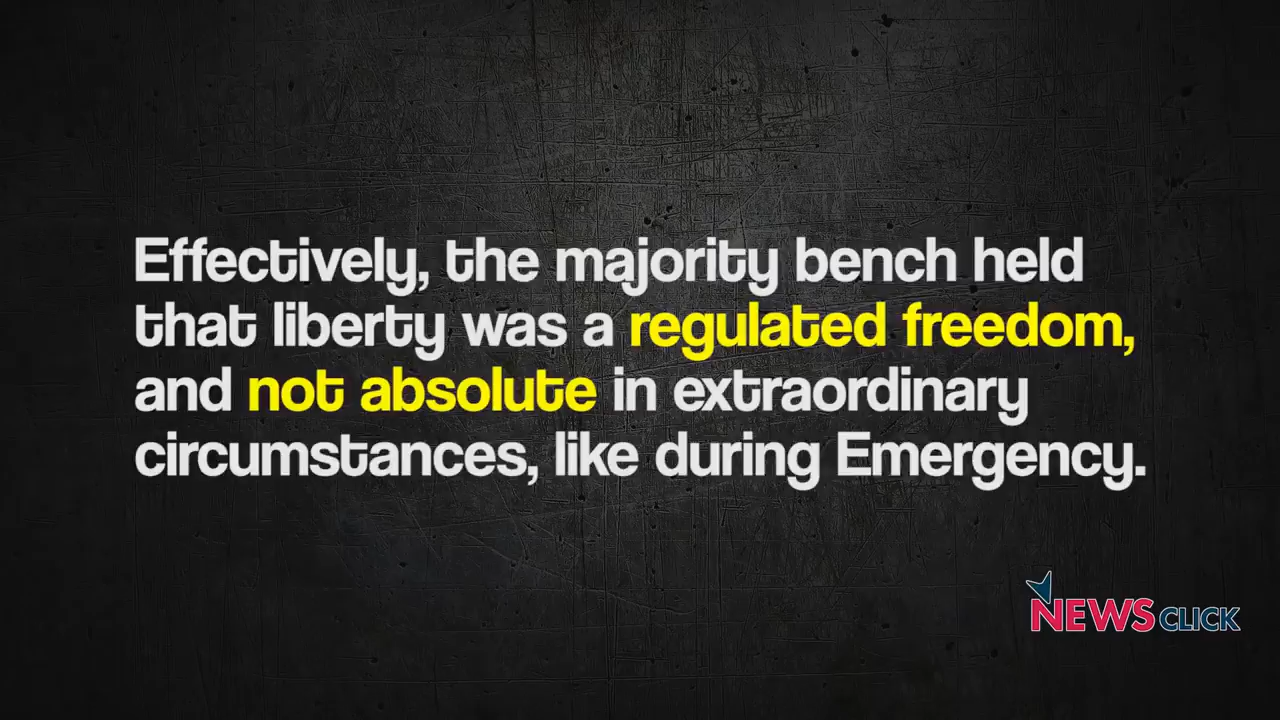 Effectively, the majority bench held
that liberty was a regulated freedom,
and not absolute in extraordinary
circumstances, like during Emergency.
NEWSCLICK